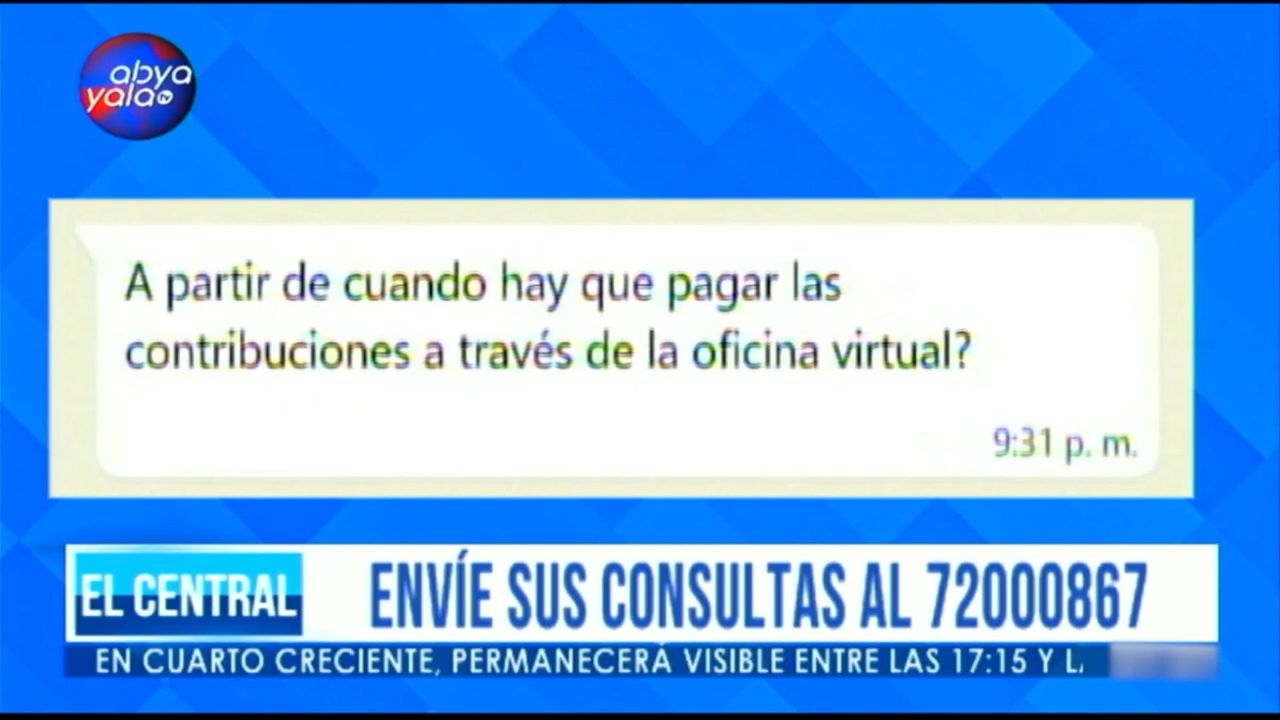 abya
yala tv
A partir de cuando hay que pagar las
contribuciones a través de la oficina virtual?
9:31 p. m.
EL CENTRAL
ENVÍE SUS CONSULTAS AL 72000867
EN CUARTO CRECIENTE, PERMANECERÁ VISIBLE ENTRE LAS 17:15 Y